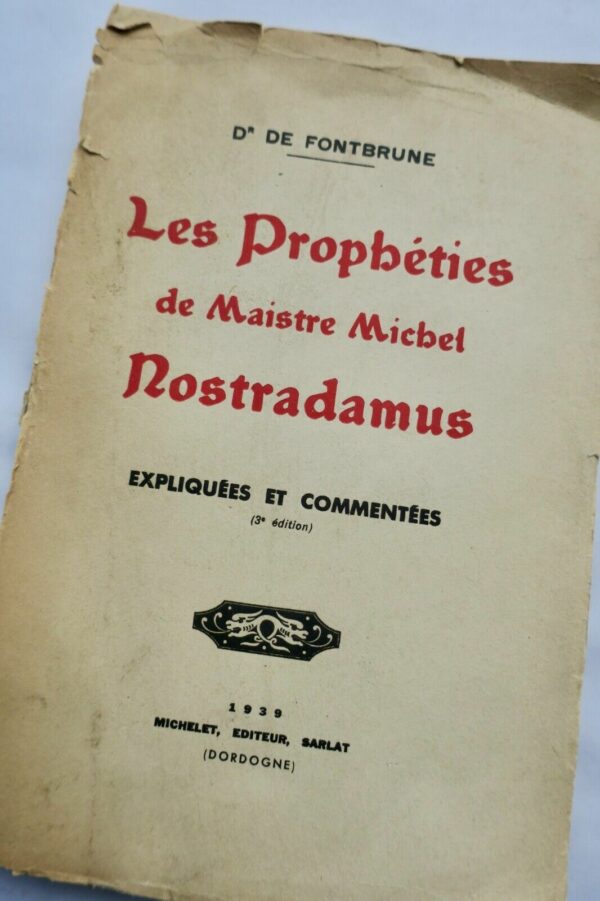 Dr DE FONTBRUNE
Les Prophéties
de Maistre Michel
Nostradamus
EXPLIQUÉES ET COMMENTÉES
(3e édition)
1939
MICHELET, EDITEUR, SARLAT
(DORDOGNE)